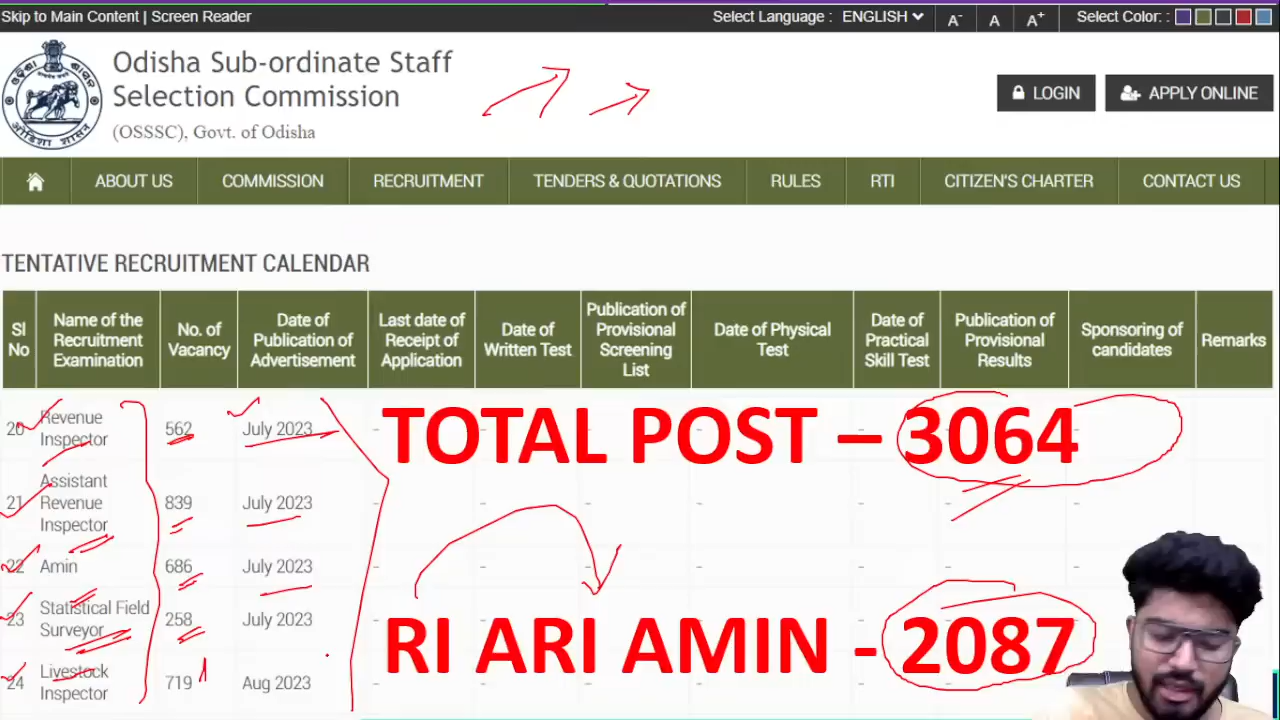 Skip to Main Content | Screen Reader
Select Language : ENGLISH A- A A+ Select Color: :
Odisha Sub-ordinate Staff
Selection Commission
(OSSSC), Govt. of Odisha
LOGIN
APPLY ONLINE
ABOUT US COMMISSION RECRUITMENT TENDERS & QUOTATIONS RULES RTI CITIZEN'S CHARTER CONTACT US
TENTATIVE RECRUITMENT CALENDAR
Sl
No
Name of the
Recruitment
Examination
No. of
Vacancy
Date of
Publication of
Advertisement
Last date of
Receipt of
Application
Date of
Written Test
Publication of
Provisional
Screening
List
Date of Physical
Test
Date of
Practical
Skill Test
Publication of
Provisional
Results
Sponsoring of
candidates
Remarks
20 Revenue
Inspector
562 July 2023
TOTAL POST – 3064
21 Assistant
Revenue
Inspector
839 July 2023
22 Amin 686 July 2023
23 Statistical Field
Surveyor
258 July 2023
RI ARI AMIN - 2087
24 Livestock
Inspector
719 Aug 2023